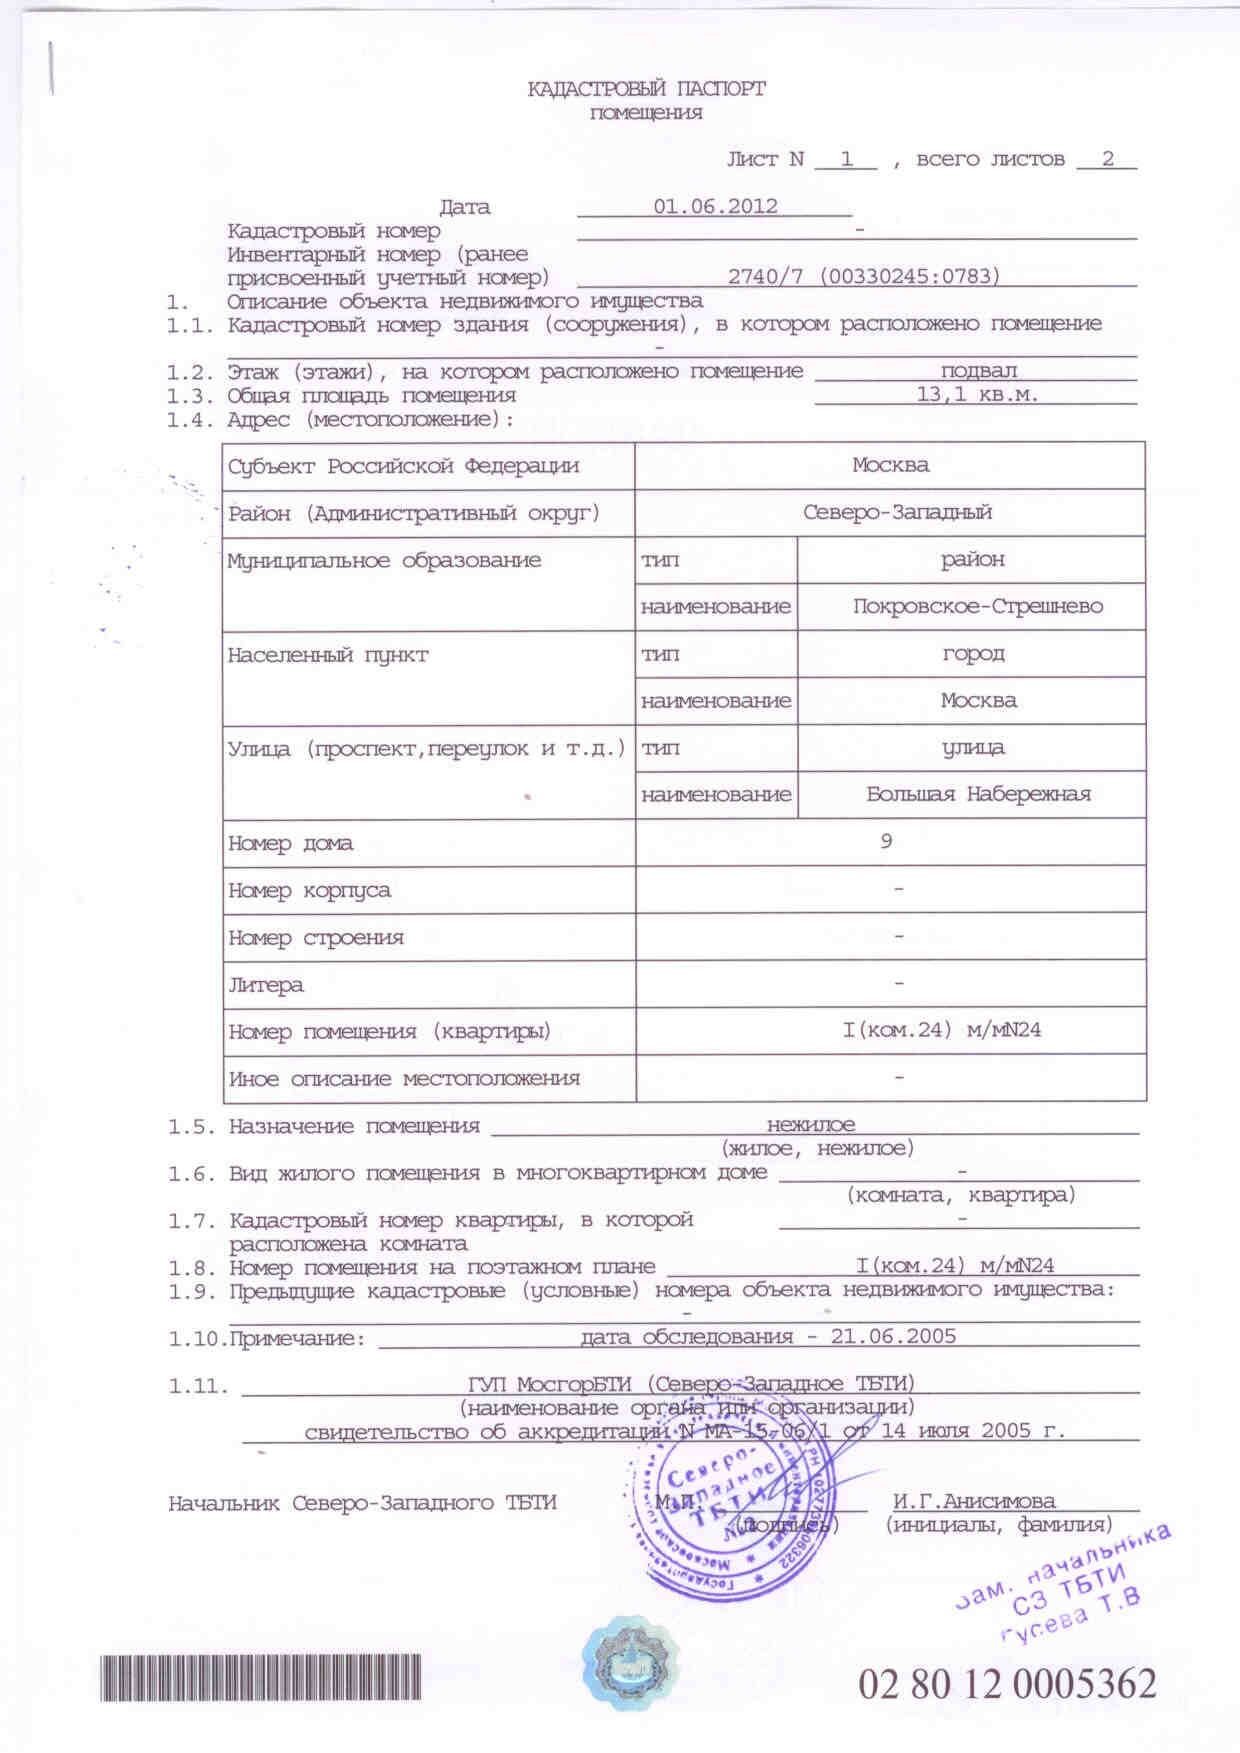 КАДАСТРОВЫЙ ПАСПОРТ
помещения
Лист N 1 , всего листов 2
Дата 01.06.2012
Кадастровый номер -
Инвентарный номер (ранее
присвоенный учетный номер) 2740/7 (00330245:0783)
1. Описание объекта недвижимого имущества
1.1. Кадастровый номер здания (сооружения), в котором расположено помещение
-
1.2. Этаж (этажи), на котором расположено помещение подвал
1.3. Общая площадь помещения 13,1 кв.м.
1.4. Адрес (местоположение):
Субъект Российской Федерации Москва
Район (Административный округ) Северо-Западный
Муниципальное образование тип район
наименование Покровское-Стрешнево
Населенный пункт тип город
наименование Москва
Улица (проспект,переулок и т.д.) тип улица
наименование Большая Набережная
Номер дома 9
Номер корпуса -
Номер строения -
Литера -
Номер помещения (квартиры) I(ком.24) м/мN24
Иное описание местоположения -
1.5. Назначение помещения нежилое
(жилое, нежилое)
1.6. Вид жилого помещения в многоквартирном доме -
(комната, квартира)
1.7. Кадастровый номер квартиры, в которой -
расположена комната
1.8. Номер помещения на поэтажном плане I(ком.24) м/мN24
1.9. Предыдущие кадастровые (условные) номера объекта недвижимого имущества:
-
1.10.Примечание: дата обследования - 21.06.2005
1.11. ГУП МосгорБТИ (Северо-Западное ТБТИ)
(наименование органа или организации)
свидетельство об аккредитации N МА-15-06/1 от 14 июля 2005 г.
Начальник Северо-Западного ТБТИ М.П. И.Г.Анисимова
(подпись) (инициалы, фамилия)
Северо-
Западное
ТБТИ
Зам. начальника
СЗ ТБТИ
Гусева Т.В
02 80 12 0005362